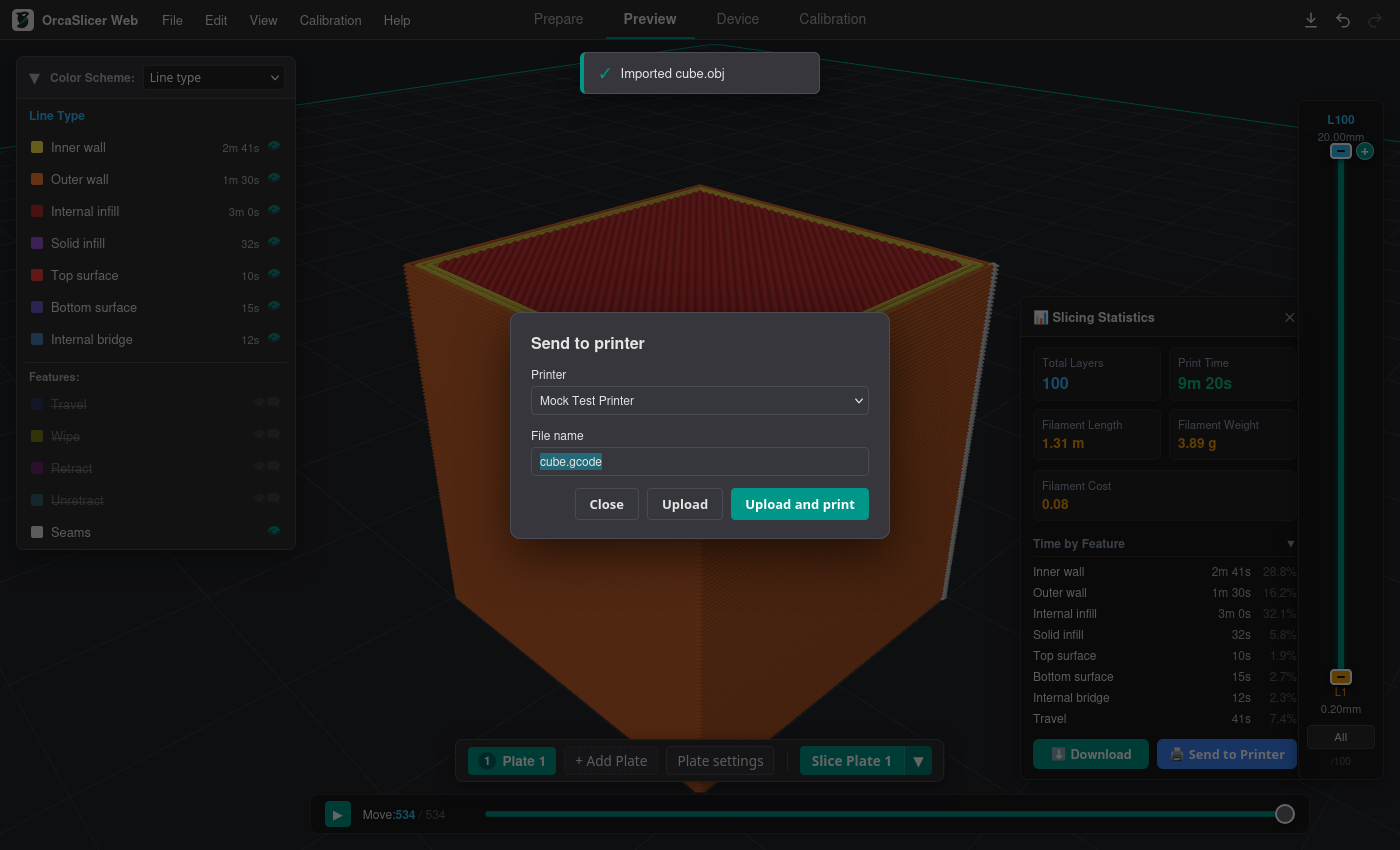 OrcaSlicer Web File Edit View Calibration Help Prepare Preview Device Calibration
✓ Imported cube.obj
▼ Color Scheme: Line type
Line Type
Inner wall 2m 41s
Outer wall 1m 30s
Internal infill 3m 0s
Solid infill 32s
Top surface 10s
Bottom surface 15s
Internal bridge 12s
Features:
Travel
Wipe
Retract
Unretract
Seams
Send to printer
Printer
Mock Test Printer
File name
cube.gcode
Close Upload Upload and print
L100
20.00mm
L1
0.20mm
All
/100
Slicing Statistics
Total Layers Print Time
100 9m 20s
Filament Length Filament Weight
1.31 m 3.89 g
Filament Cost
0.08
Time by Feature ▼
Inner wall 2m 41s 28.8%
Outer wall 1m 30s 16.2%
Internal infill 3m 0s 32.1%
Solid infill 32s 5.8%
Top surface 10s 1.9%
Bottom surface 15s 2.7%
Internal bridge 12s 2.3%
Travel 41s 7.4%
Download Send to Printer
1 Plate 1 + Add Plate Plate settings Slice Plate 1 ▼
▶ Move:534 / 534